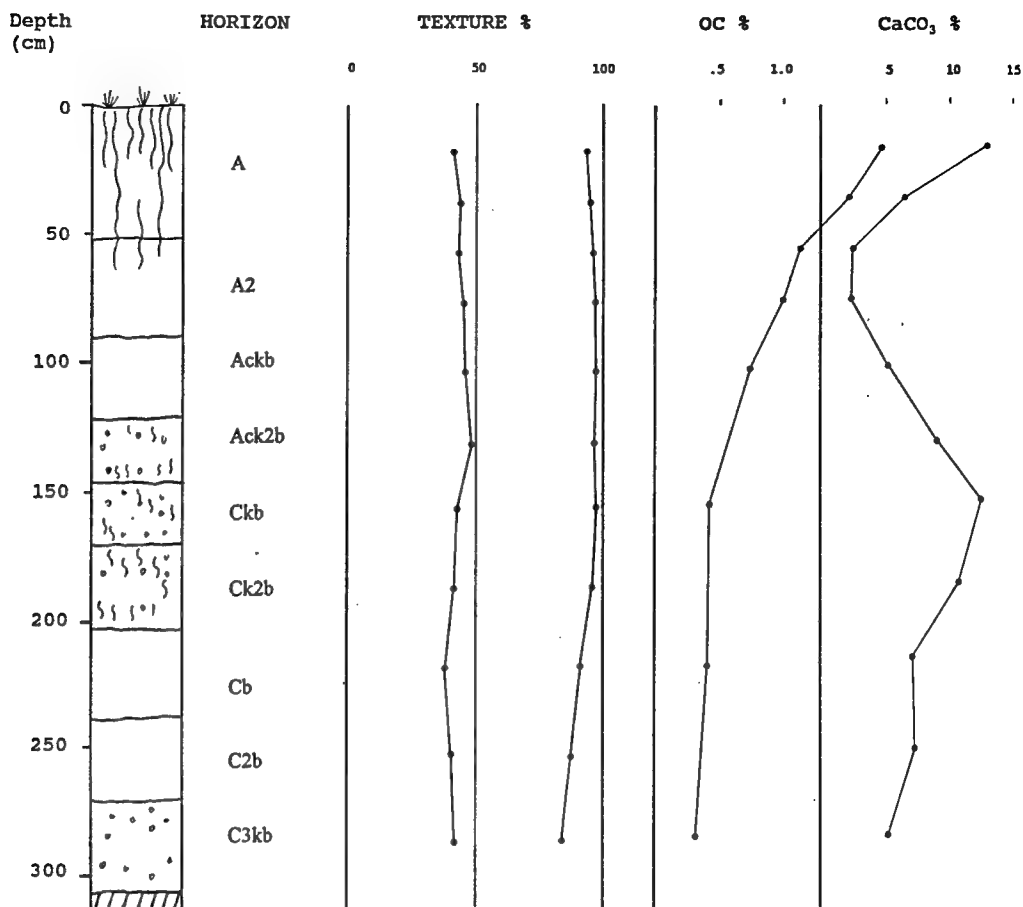 Depth (cm) HORIZON TEXTURE % OC % CaCO₃ %
0 50 100 .5 1.0 5 10 15
0
A
50
A2
100 Ackb
Ack2b
150
Ckb
Ck2b
200
Cb
250 C2b
C3kb
300